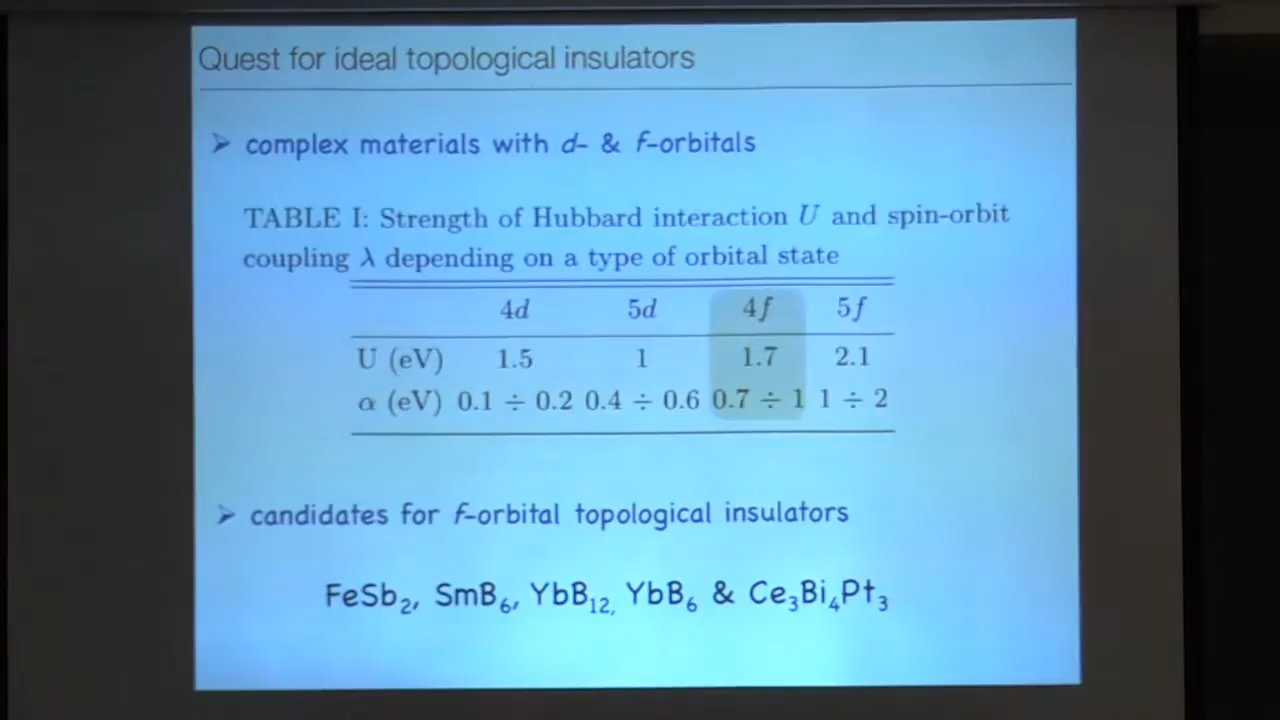 Quest for ideal topological insulators
➤ complex materials with d- & f-orbitals
TABLE I: Strength of Hubbard interaction U and spin-orbit
coupling λ depending on a type of orbital state
4d 5d 4f 5f
U (eV) 1.5 1 1.7 2.1
α (eV) 0.1 ÷ 0.2 0.4 ÷ 0.6 0.7 ÷ 1 1 ÷ 2
➤ candidates for f-orbital topological insulators
FeSb₂, SmB₆, YbB₁₂, YbB₆ & Ce₃Bi₄Pt₃